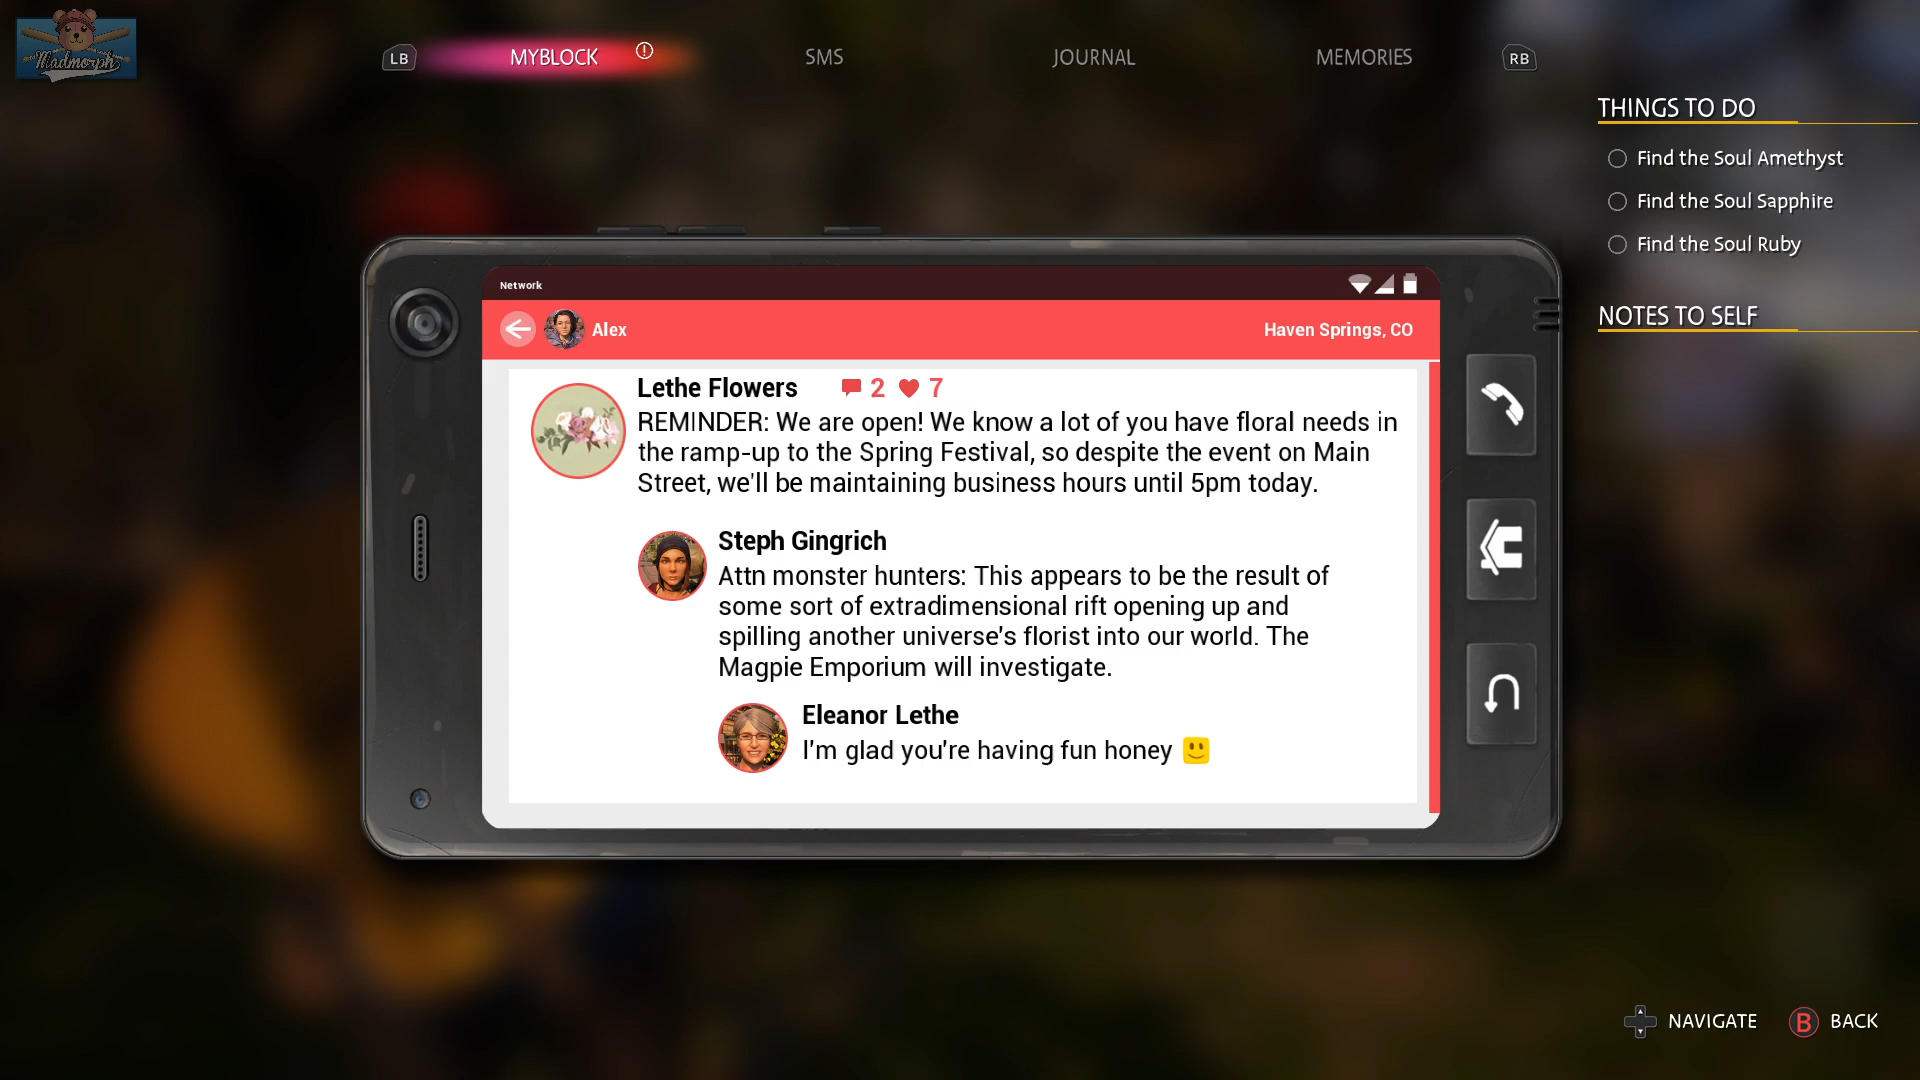 Madmorph
LB
MYBLOCK
SMS
JOURNAL
MEMORIES
RB
THINGS TO DO
Find the Soul Amethyst
Find the Soul Sapphire
Find the Soul Ruby
NOTES TO SELF
Network
Alex
Haven Springs, CO
Lethe Flowers 2 7
REMINDER: We are open! We know a lot of you have floral needs in
the ramp-up to the Spring Festival, so despite the event on Main
Street, we'll be maintaining business hours until 5pm today.
Steph Gingrich
Attn monster hunters: This appears to be the result of
some sort of extradimensional rift opening up and
spilling another universe's florist into our world. The
Magpie Emporium will investigate.
Eleanor Lethe
I'm glad you're having fun honey 🙂
NAVIGATE
B BACK